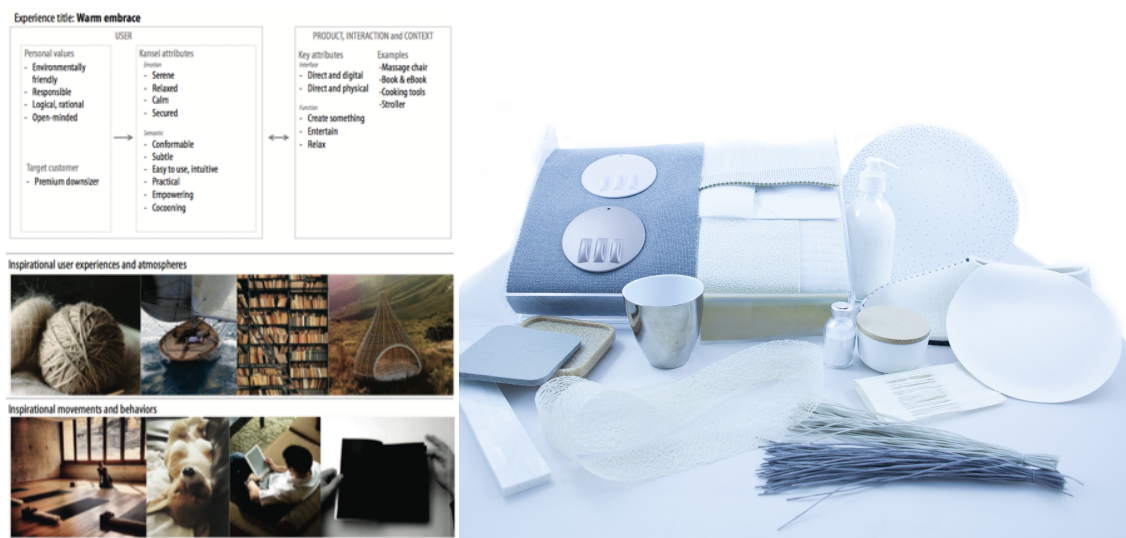 Experience title: Warm embrace
USER
Personal values
- Environmentally
friendly
- Responsible
- Logical, rational
- Open-minded
Target customer
- Premium downsizer
Kansei attributes
Emotion
- Serene
- Relaxed
- Calm
- Secured
Semantic
- Conformable
- Subtle
- Easy to use, intuitive
- Practical
- Empowering
- Cocooning
PRODUCT, INTERACTION and CONTEXT
Key attributes
Interface
- Direct and digital
- Direct and physical
Function
- Create something
- Entertain
- Relax
Examples
-Massage chair
-Book & eBook
-Cooking tools
-Stroller
Inspirational user experiences and atmospheres
Inspirational movements and behaviors